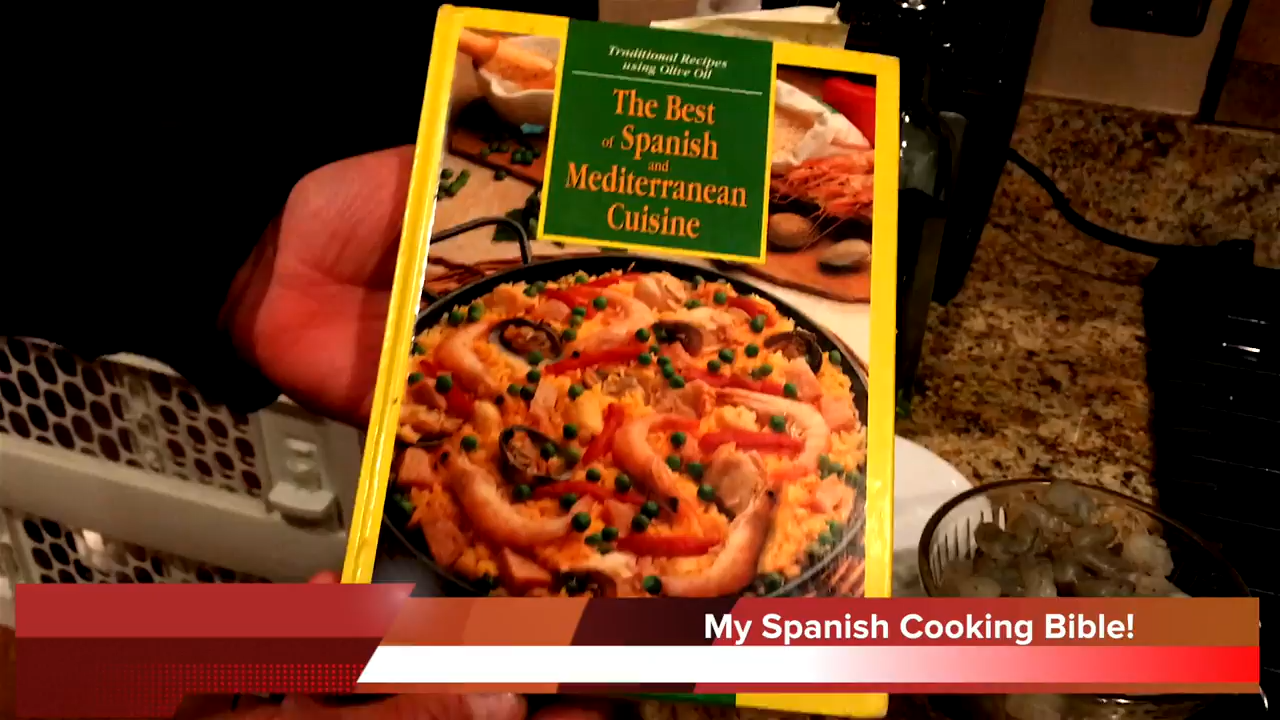 Traditional Recipes
using Olive Oil
The Best
of Spanish
and
Mediterranean
Cuisine
My Spanish Cooking Bible!